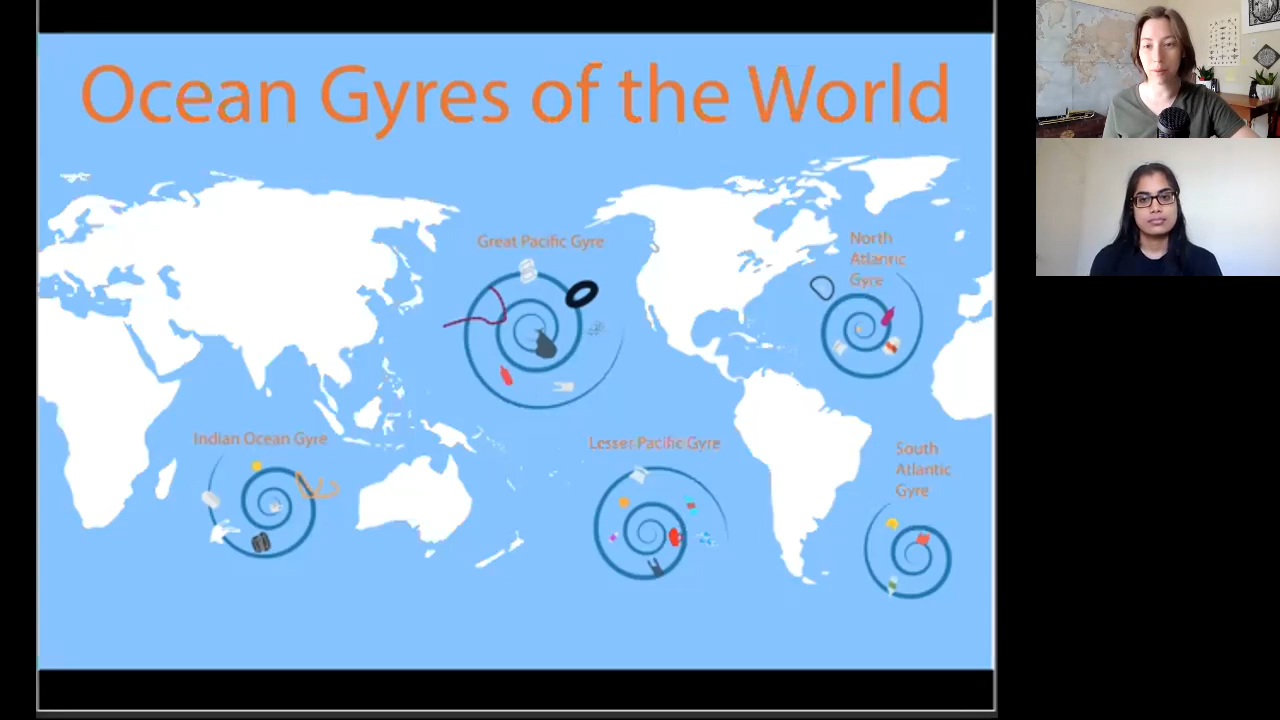 Ocean Gyres of the World
Great Pacific Gyre
North
Atlantic
Gyre
Indian Ocean Gyre
Lesser Pacific Gyre
South
Atlantic
Gyre